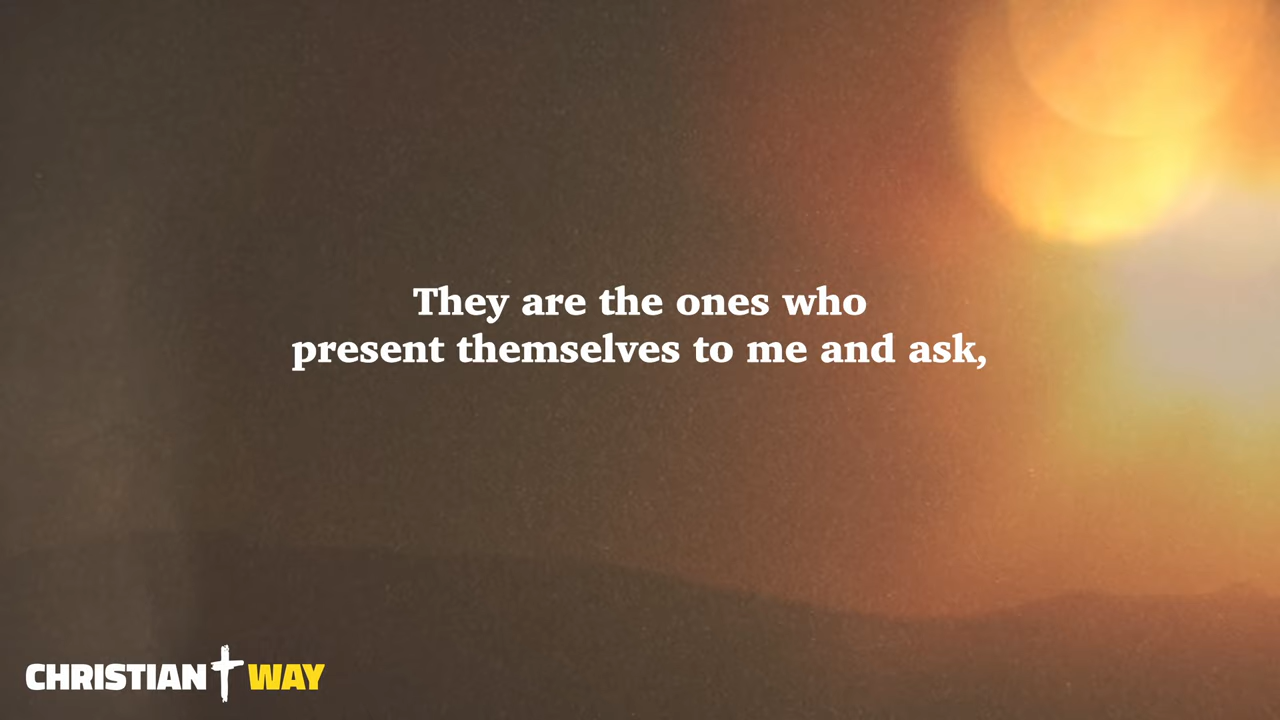 They are the ones who
present themselves to me and ask,
CHRISTIAN WAY